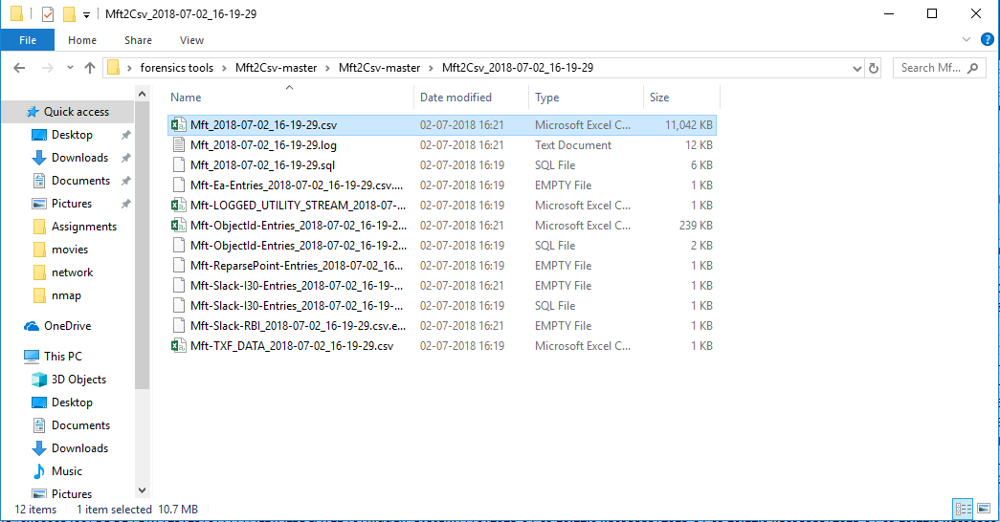 Mft2Csv_2018-07-02_16-19-29
File Home Share View
forensics tools Mft2Csv-master Mft2Csv-master Mft2Csv_2018-07-02_16-19-29 Search Mf...
Name Date modified Type Size
Quick access
Desktop
Downloads
Documents
Pictures
Assignments
movies
network
nmap
OneDrive
This PC
3D Objects
Desktop
Documents
Downloads
Music
Pictures
Mft_2018-07-02_16-19-29.csv 02-07-2018 16:21 Microsoft Excel C... 11,042 KB
Mft_2018-07-02_16-19-29.log 02-07-2018 16:21 Text Document 12 KB
Mft_2018-07-02_16-19-29.sql 02-07-2018 16:19 SQL File 6 KB
Mft-Ea-Entries_2018-07-02_16-19-29.csv.... 02-07-2018 16:19 EMPTY File 1 KB
Mft-LOGGED_UTILITY_STREAM_2018-07-... 02-07-2018 16:19 Microsoft Excel C... 1 KB
Mft-ObjectId-Entries_2018-07-02_16-19-2... 02-07-2018 16:21 Microsoft Excel C... 239 KB
Mft-ObjectId-Entries_2018-07-02_16-19-2... 02-07-2018 16:19 SQL File 2 KB
Mft-ReparsePoint-Entries_2018-07-02_16... 02-07-2018 16:19 EMPTY File 1 KB
Mft-Slack-I30-Entries_2018-07-02_16-19-... 02-07-2018 16:21 EMPTY File 1 KB
Mft-Slack-I30-Entries_2018-07-02_16-19-... 02-07-2018 16:19 SQL File 1 KB
Mft-Slack-RBI_2018-07-02_16-19-29.csv.e... 02-07-2018 16:21 EMPTY File 1 KB
Mft-TXF_DATA_2018-07-02_16-19-29.csv 02-07-2018 16:19 Microsoft Excel C... 1 KB
12 items 1 item selected 10.7 MB